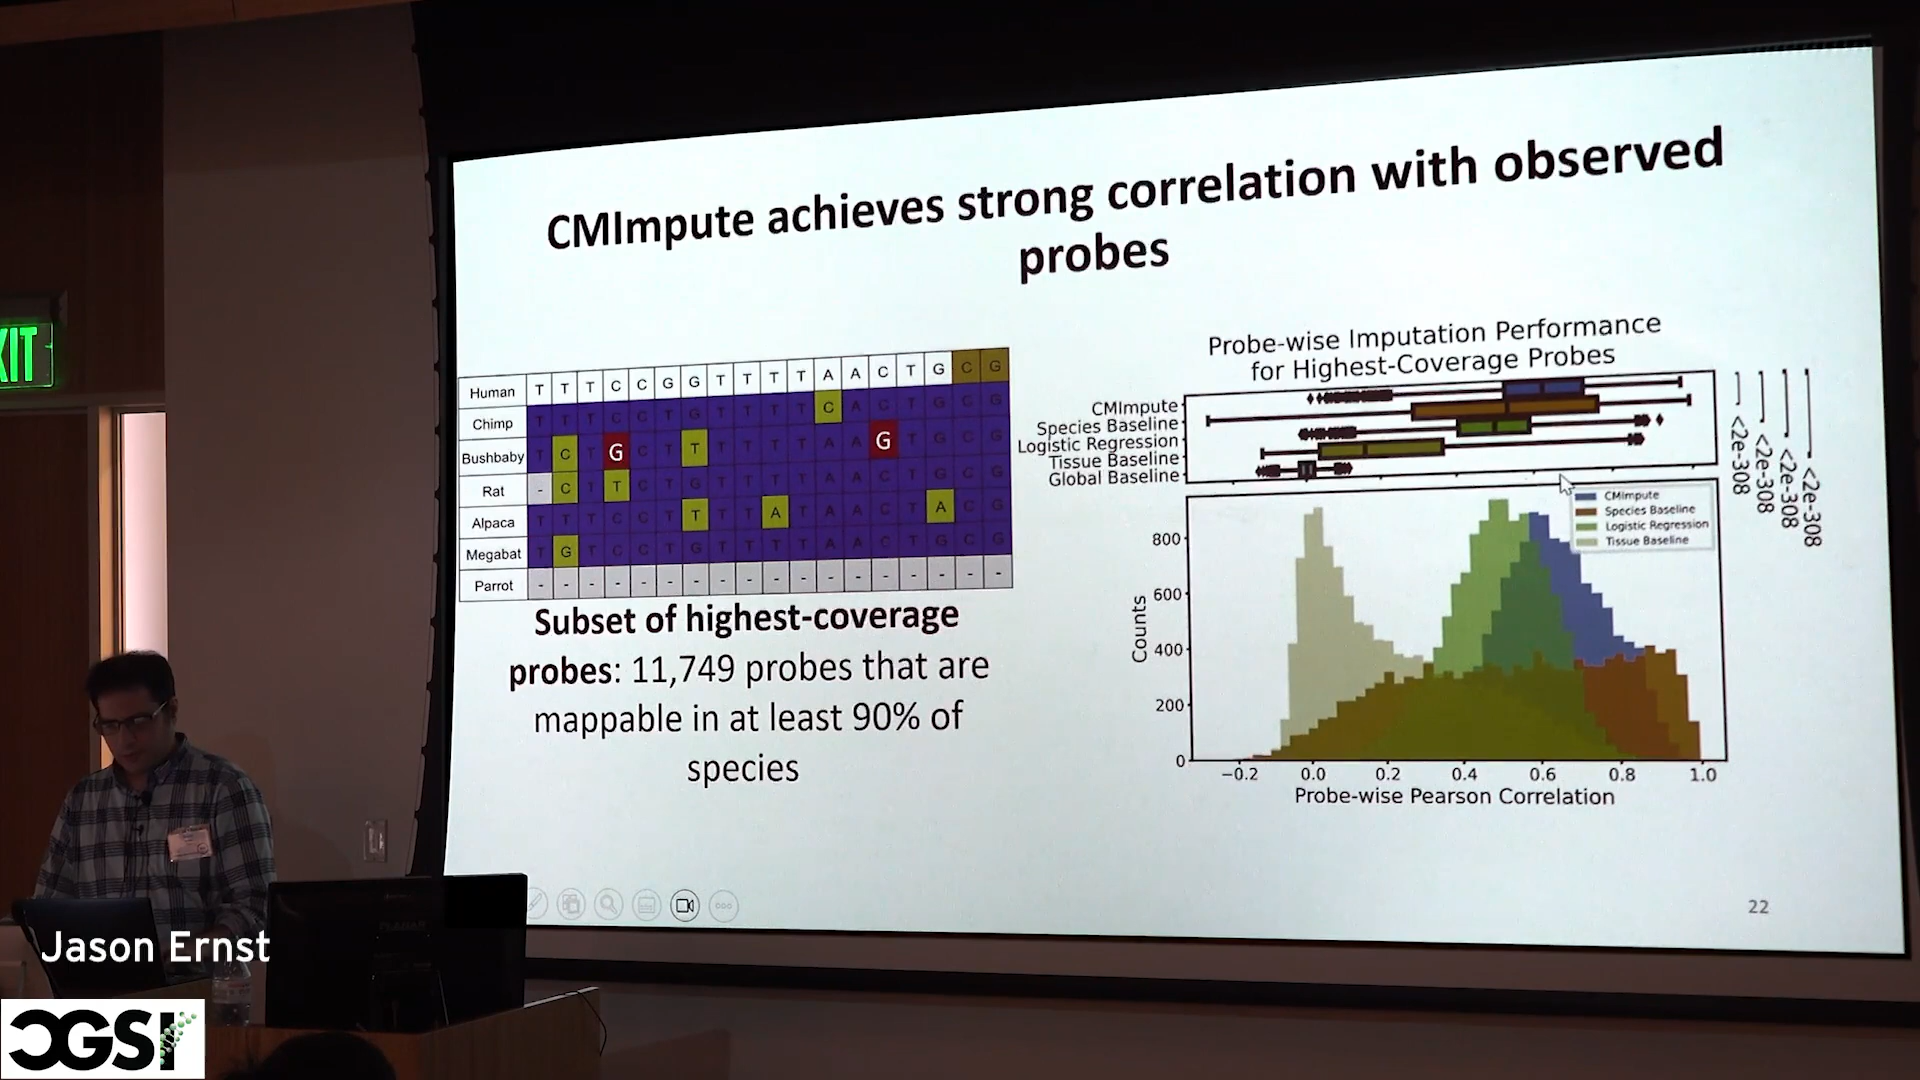 CMImpute achieves strong correlation with observed
probes
Human T T T C C G G T T T T A A C T G C G
Chimp T T T C C T G T T T T C A C T G C G
Bushbaby T C T G C T T T T T T A A G T G C G
Rat - C T T C T G T T T T A A C T G C G
Alpaca T T T C C T T T T A T A A C T A C G
Megabat T G T C C T G T T T T A A C T G C G
Parrot - - - - - - - - - - - - - - - - - -
Subset of highest-coverage
probes: 11,749 probes that are
mappable in at least 90% of
species
Probe-wise Imputation Performance
for Highest-Coverage Probes
CMImpute
Species Baseline
Logistic Regression
Tissue Baseline
Global Baseline
<2e-308
<2e-308
<2e-308
<2e-308
CMImpute
Species Baseline
Logistic Regression
Tissue Baseline
Counts
800
600
400
200
0
−0.2 0.0 0.2 0.4 0.6 0.8 1.0
Probe-wise Pearson Correlation
22
Jason Ernst
CGSI